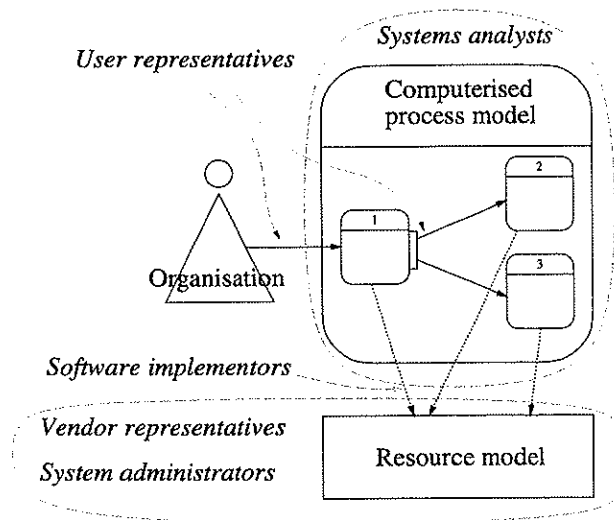 Systems analysts
User representatives
Computerised
process model
2
1
3
Organisation
Software implementors
Vendor representatives
System administrators
Resource model